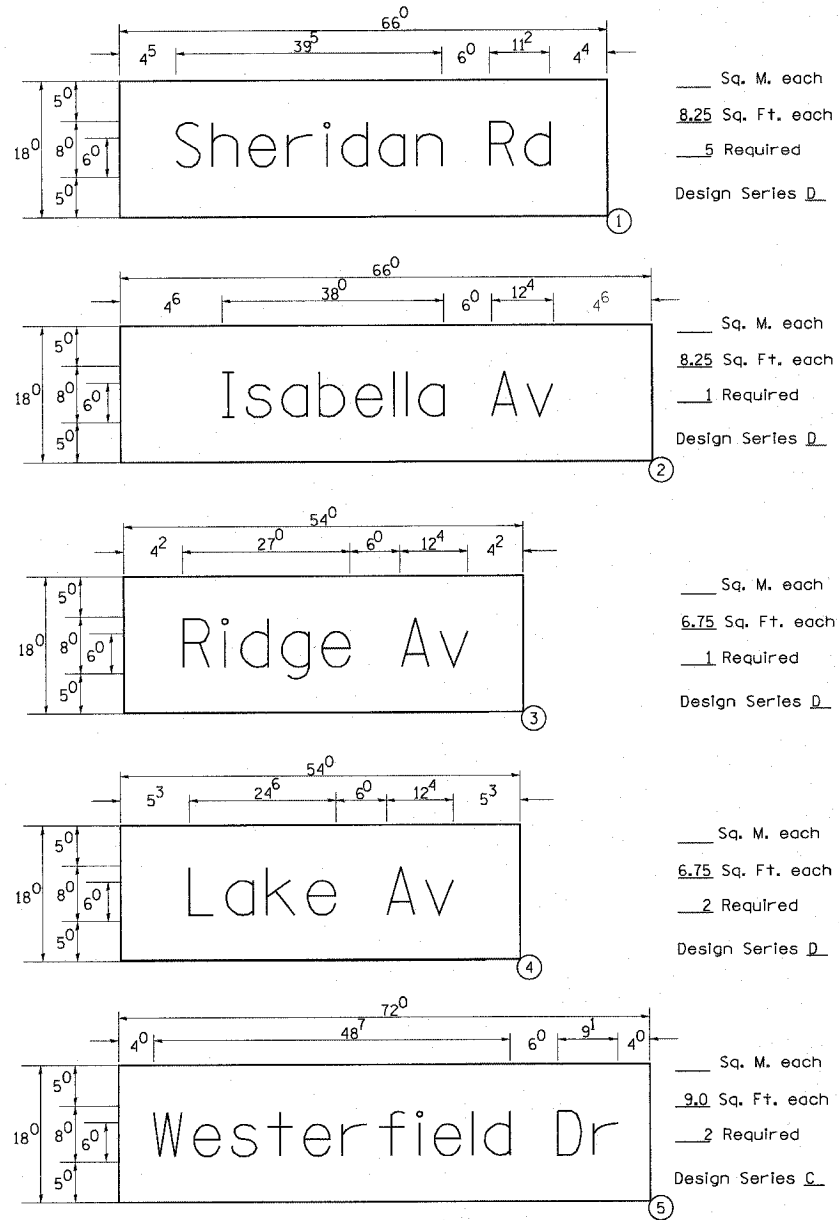 66⁰
4⁵ 39⁵ 6⁰ 11² 4⁴
18⁰ 5⁰ 8⁰ 6⁰ 5⁰
Sheridan Rd
1
___ Sq. M. each
8.25 Sq. Ft. each
5 Required
Design Series D
66⁰
4⁶ 38⁰ 6⁰ 12⁴ 4⁶
18⁰ 5⁰ 8⁰ 6⁰ 5⁰
Isabella Av
2
___ Sq. M. each
8.25 Sq. Ft. each
1 Required
Design Series D
54⁰
4² 27⁰ 6⁰ 12⁴ 4²
18⁰ 5⁰ 8⁰ 6⁰ 5⁰
Ridge Av
3
___ Sq. M. each
6.75 Sq. Ft. each
1 Required
Design Series D
54⁰
5³ 24⁶ 6⁰ 12⁴ 5³
18⁰ 5⁰ 8⁰ 6⁰ 5⁰
Lake Av
4
___ Sq. M. each
6.75 Sq. Ft. each
2 Required
Design Series D
72⁰
4⁰ 48⁷ 6⁰ 9¹ 4⁰
18⁰ 5⁰ 8⁰ 6⁰ 5⁰
Westerfield Dr
5
___ Sq. M. each
9.0 Sq. Ft. each
2 Required
Design Series C